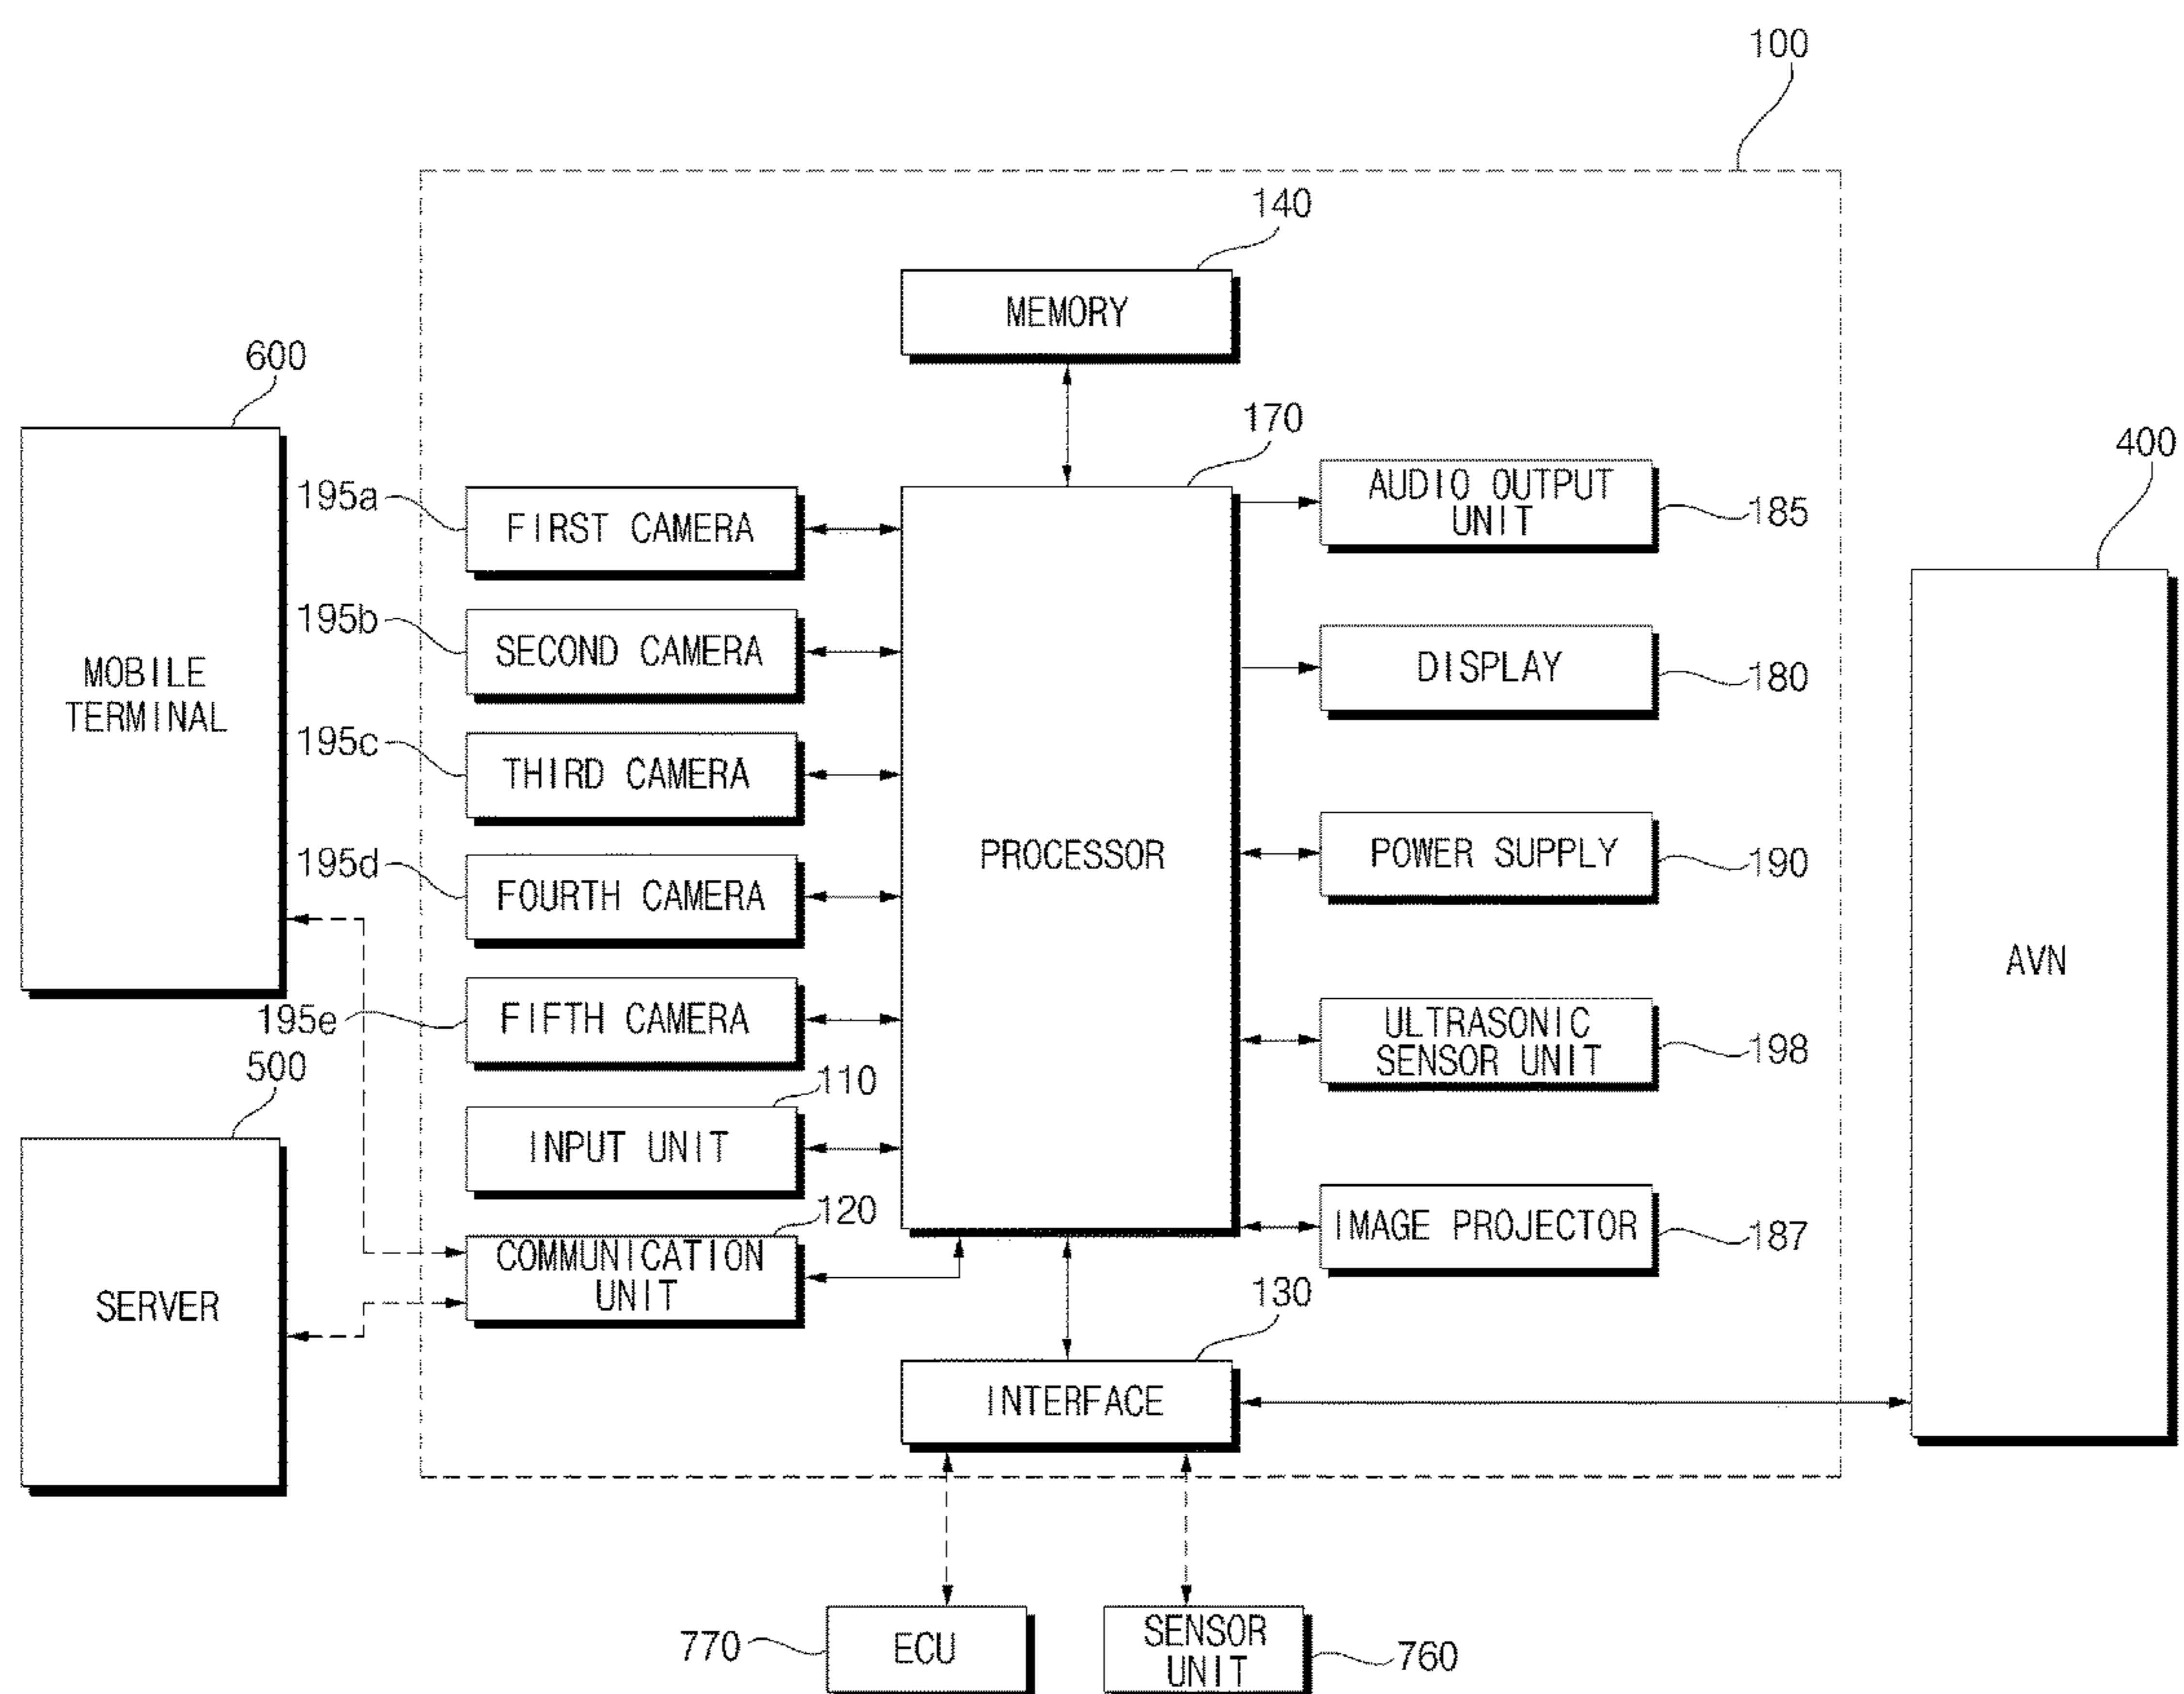 100
140
MEMORY
600
MOBILE
TERMINAL
170
400
AVN
195a
FIRST CAMERA
AUDIO OUTPUT
UNIT
185
195b
SECOND CAMERA
DISPLAY
180
195c
THIRD CAMERA
PROCESSOR
195d
FOURTH CAMERA
POWER SUPPLY
190
195e
FIFTH CAMERA
ULTRASONIC
SENSOR UNIT
198
500
SERVER
110
INPUT UNIT
120
COMMUNICATION
UNIT
IMAGE PROJECTOR
187
130
INTERFACE
770
ECU
SENSOR
UNIT
760